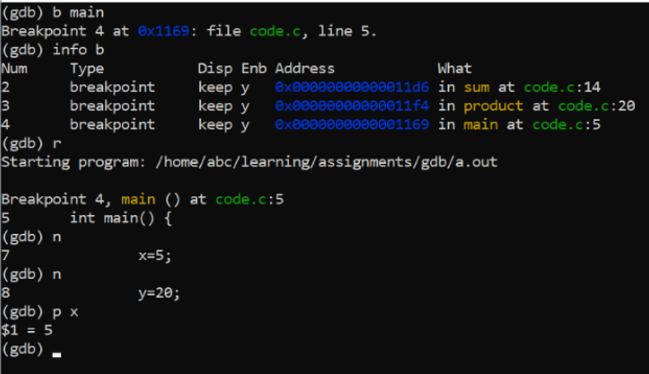 (gdb) b main
Breakpoint 4 at 0x1169: file code.c, line 5.
(gdb) info b
Num     Type           Disp Enb Address            What
2       breakpoint     keep y   0x00000000000011d6 in sum at code.c:14
3       breakpoint     keep y   0x00000000000011f4 in product at code.c:20
4       breakpoint     keep y   0x0000000000001169 in main at code.c:5
(gdb) r
Starting program: /home/abc/learning/assignments/gdb/a.out
Breakpoint 4, main () at code.c:5
5       int main() {
(gdb) n
7               x=5;
(gdb) n
8               y=20;
(gdb) p x
$1 = 5
(gdb)